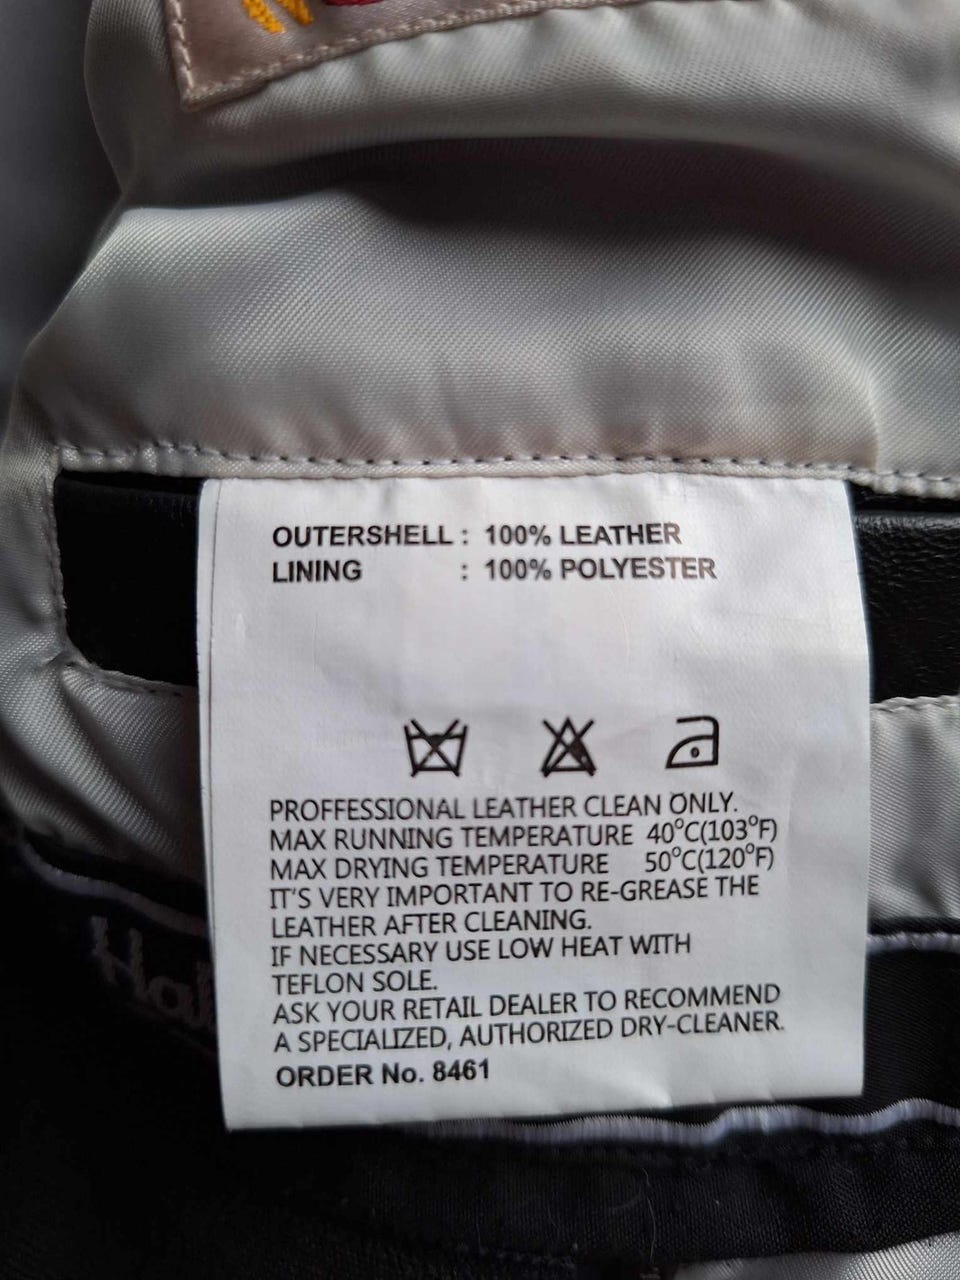 OUTERSHELL : 100% LEATHER
LINING : 100% POLYESTER
PROFFESSIONAL LEATHER CLEAN ONLY.
MAX RUNNING TEMPERATURE 40°C(103°F)
MAX DRYING TEMPERATURE 50°C(120°F)
IT'S VERY IMPORTANT TO RE-GREASE THE
LEATHER AFTER CLEANING.
IF NECESSARY USE LOW HEAT WITH
TEFLON SOLE.
ASK YOUR RETAIL DEALER TO RECOMMEND
A SPECIALIZED, AUTHORIZED DRY-CLEANER.
ORDER No. 8461